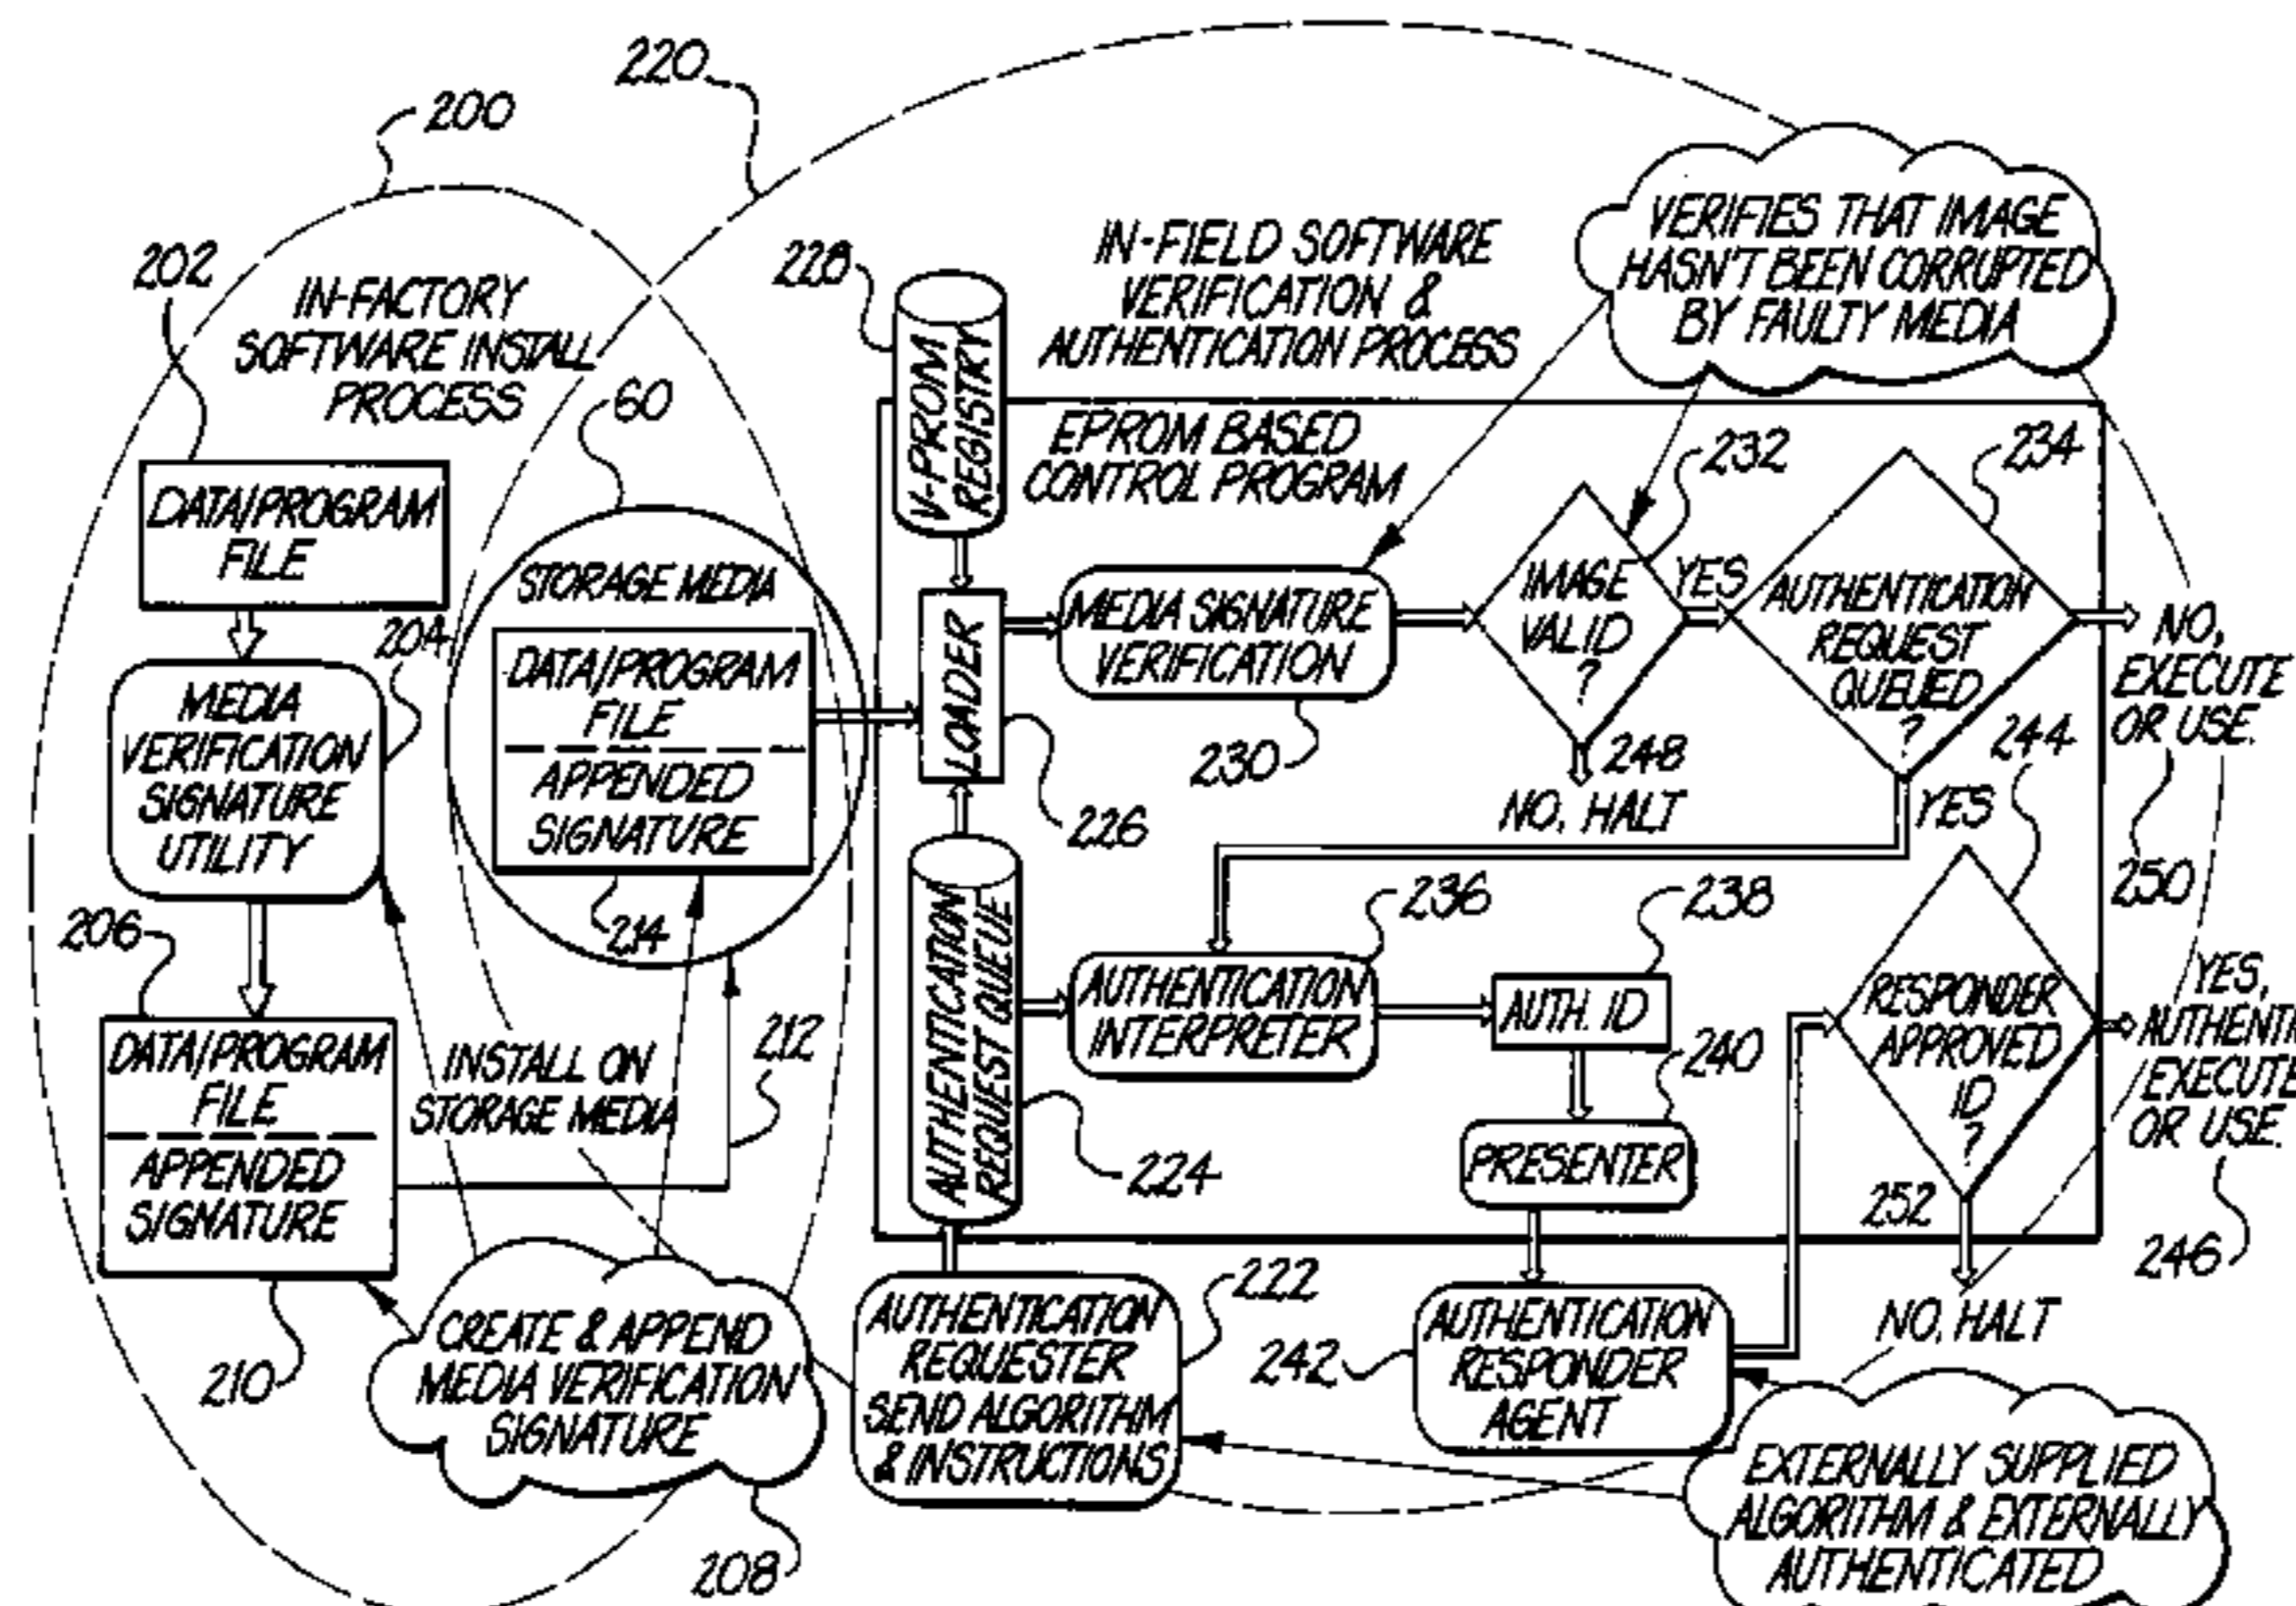 220
200
202
IN-FACTORY
SOFTWARE INSTALL
PROCESS
60
DATA/PROGRAM
FILE
204
MEDIA
VERIFICATION
SIGNATURE
UTILITY
206
DATA/PROGRAM
FILE
APPENDED
SIGNATURE
210
STORAGE MEDIA
DATA/PROGRAM
FILE
APPENDED
SIGNATURE
214
INSTALL ON
STORAGE MEDIA
212
CREATE & APPEND
MEDIA VERIFICATION
SIGNATURE
208
228
IN-FIELD SOFTWARE
VERIFICATION &
AUTHENTICATION PROCESS
VERIFIES THAT IMAGE
HASN'T BEEN CORRUPTED
BY FAULTY MEDIA
V-PROM
REGISTRY
EPROM BASED
CONTROL PROGRAM
232
234
LOADER
226
MEDIA SIGNATURE
VERIFICATION
230
IMAGE
VALID
?
YES
248
NO, HALT
AUTHENTICATION
REQUEST
QUEUED
?
YES
NO,
EXECUTE
OR USE.
244
250
AUTHENTICATION
REQUEST QUEUE
224
236
AUTHENTICATION
INTERPRETER
238
AUTH. ID
240
PRESENTER
RESPONDER
APPROVED
ID
?
YES,
AUTHENTI
EXECUTE
OR USE.
246
252
NO, HALT
AUTHENTICATION
REQUESTER
SEND ALGORITHM
& INSTRUCTIONS
222
242
AUTHENTICATION
RESPONDER
AGENT
EXTERNALLY SUPPLIED
ALGORITHM & EXTERNALLY
AUTHENTICATED